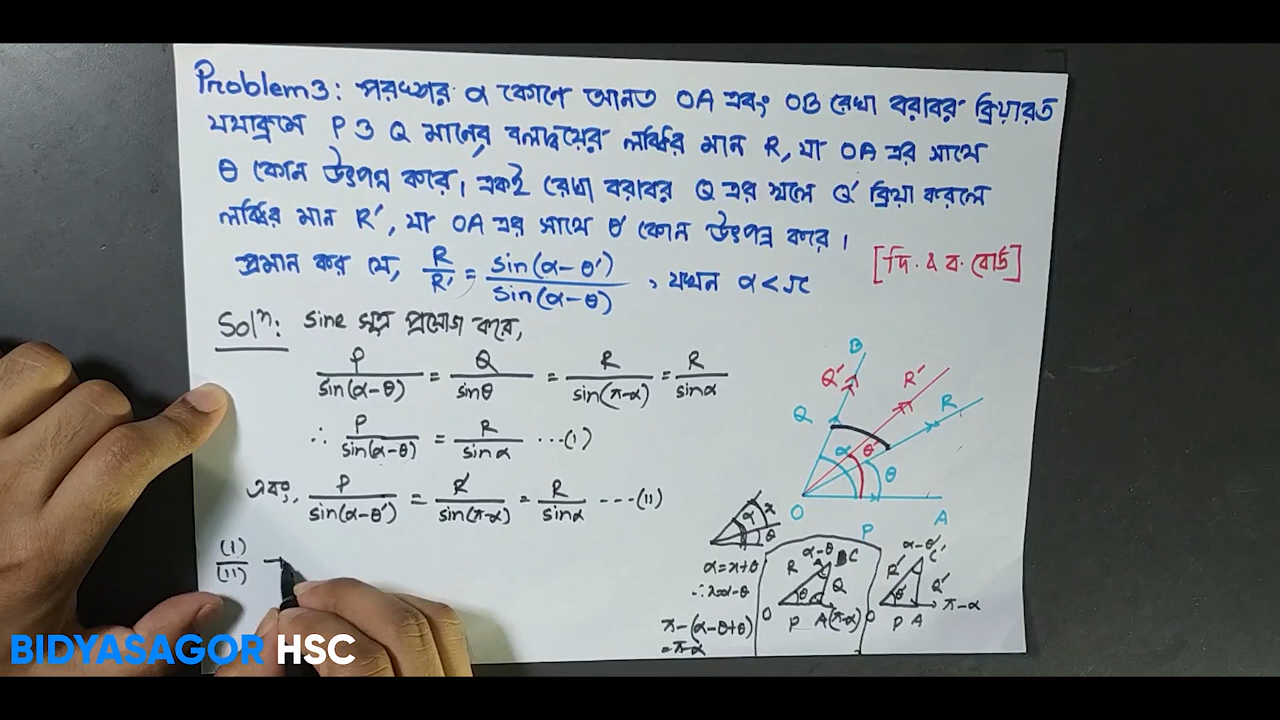 Problem 3: পরস্পর α কোণে আনত OA এবং OB রেখা বরাবর ক্রিয়ারত
যথাক্রমে P ও Q মানের বলদ্বয়ের লব্ধির মান R, যা OA এর সাথে
θ কোন উৎপন্ন করে। একই রেখা বরাবর Q এর স্থলে Q′ ক্রিয়া করলে
লব্ধির মান R′, যা OA এর সাথে θ′ কোন উৎপন্ন করে।
প্রমান কর যে, R/R′ = sin(α-θ′)/sin(α-θ), যখন α < π
[দি. & ব. বোর্ড]
Solⁿ: sine সূত্র প্রয়োগ করে,
P/sin(α-θ) = Q/sinθ = R/sin(π-α) = R/sinα
∴ P/sin(α-θ) = R/sinα ...(i)
এবং, P/sin(α-θ′) = R′/sin(π-α) = R/sinα ---(ii)
(i)/(ii)
B
Q′ R′
Q R
α θ′ θ
O P A
α x θ
α=x+θ
∴x=α-θ
π-(α-θ+θ)
=π-α
α-θ C
R Q
θ
O P A (π-α)
α-θ′ C′
R′ Q′
θ′ π-α
O P A
BIDYASAGOR HSC